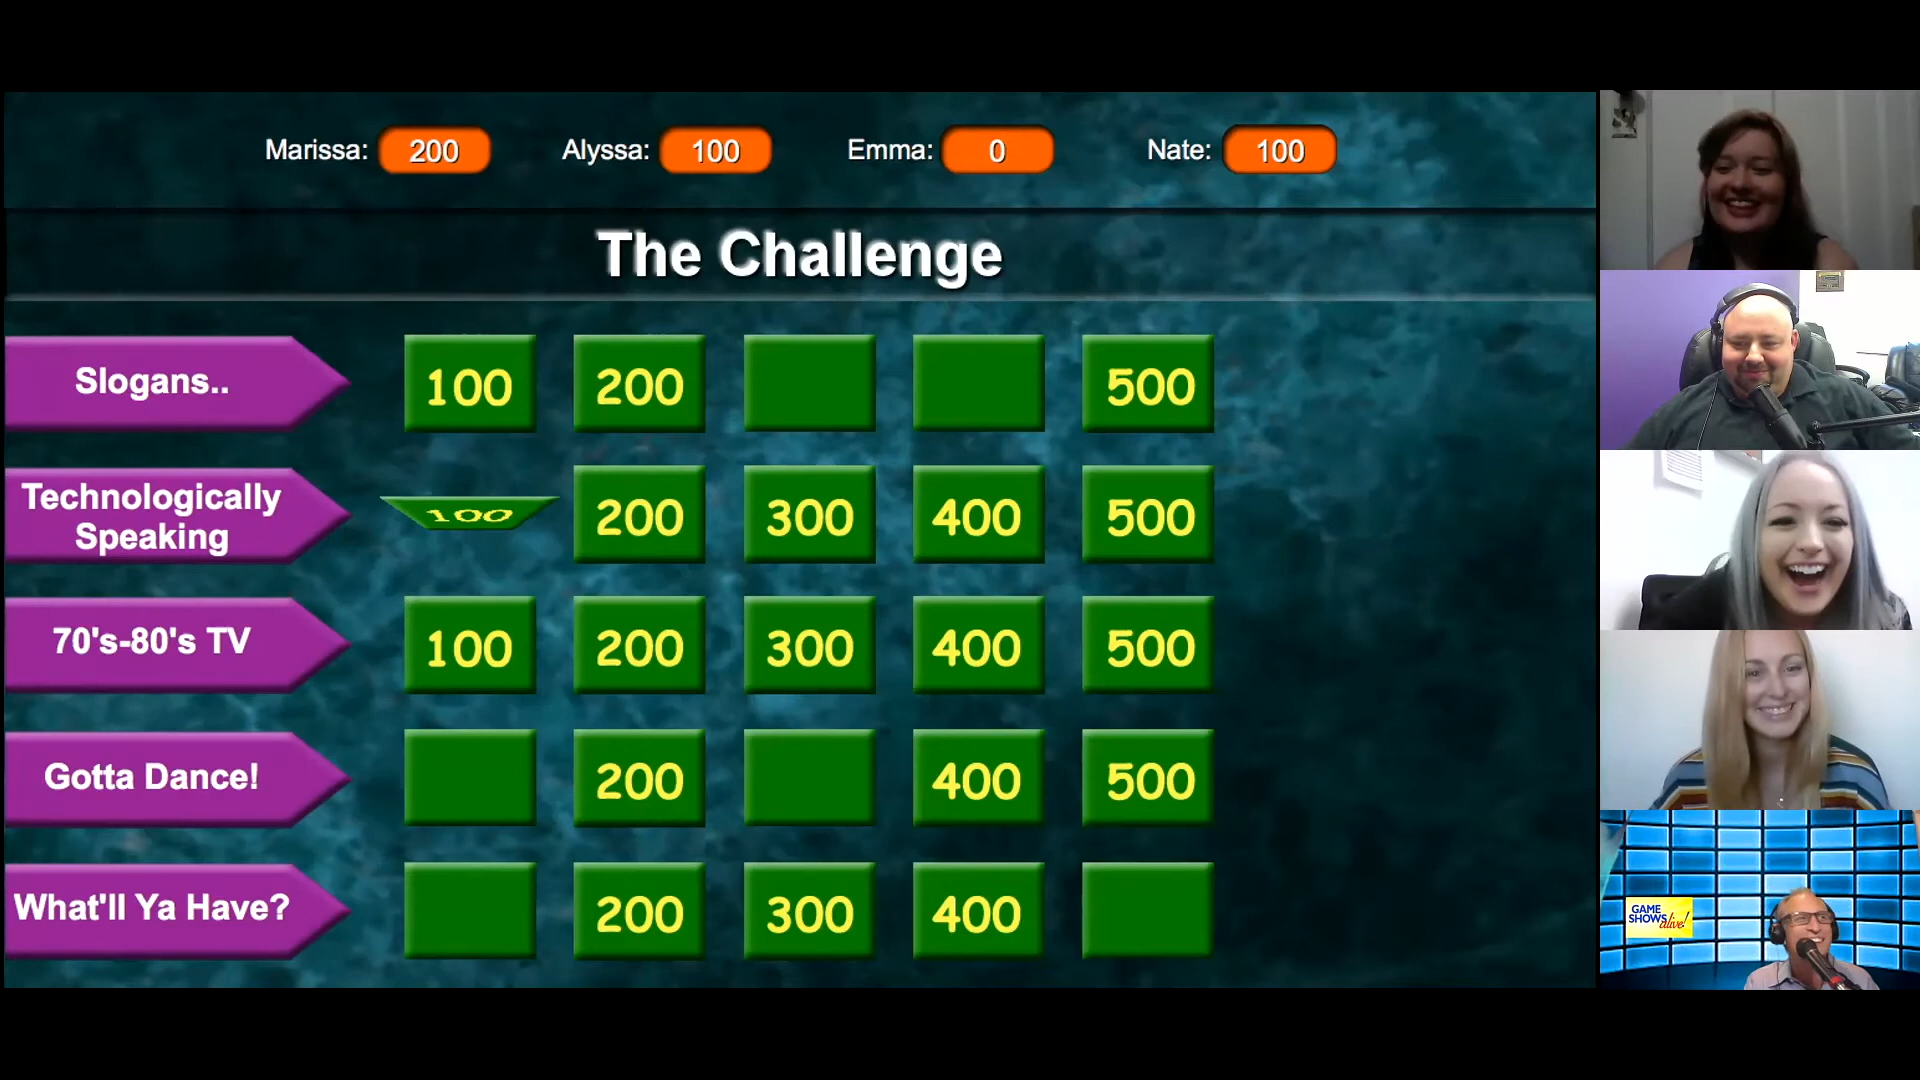 Marissa: 200 Alyssa: 100 Emma: 0 Nate: 100
The Challenge
Slogans.. 100 200 500
Technologically
Speaking 100 200 300 400 500
70's-80's TV 100 200 300 400 500
Gotta Dance! 200 400 500
What'll Ya Have? 200 300 400
GAME
SHOWS
alive!